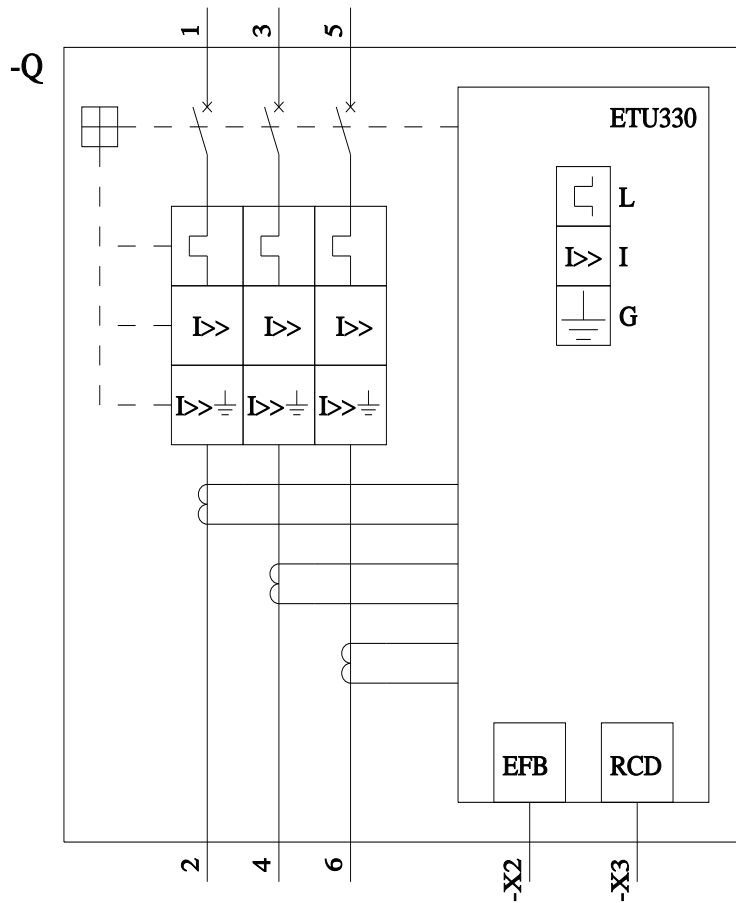 1 3 5
-Q
ETU330
L
I>> I
G
I>> I>> I>>
I>> I>> I>>
EFB RCD
2 4 6 -X2 -X3